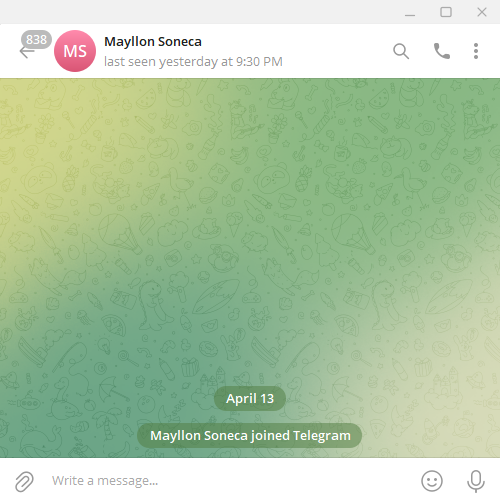 838
MS
Mayllon Soneca
last seen yesterday at 9:30 PM
April 13
Mayllon Soneca joined Telegram
Write a message...